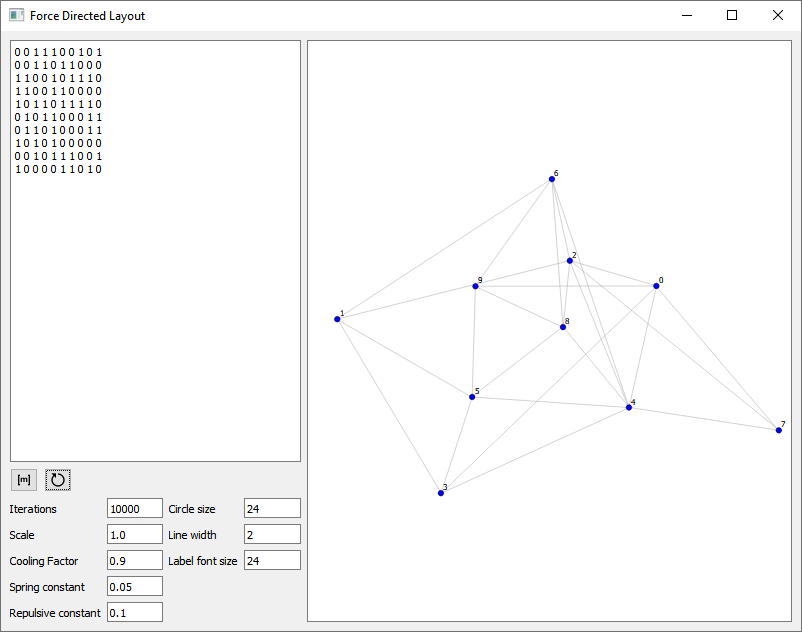 Force Directed Layout
0 0 1 1 1 0 0 1 0 1
0 0 1 1 0 1 1 0 0 0
1 1 0 0 1 0 1 1 1 0
1 1 0 0 1 1 0 0 0 0
1 0 1 1 0 1 1 1 1 0
0 1 0 1 1 0 0 0 1 1
0 1 1 0 1 0 0 0 1 1
1 0 1 0 1 0 0 0 0 0
0 0 1 0 1 1 1 0 0 1
1 0 0 0 0 1 1 0 1 0
6
2
9
0
1
8
5
4
7
3
[m]
Iterations 10000 Circle size 24
Scale 1.0 Line width 2
Cooling Factor 0.9 Label font size 24
Spring constant 0.05
Repulsive constant 0.1